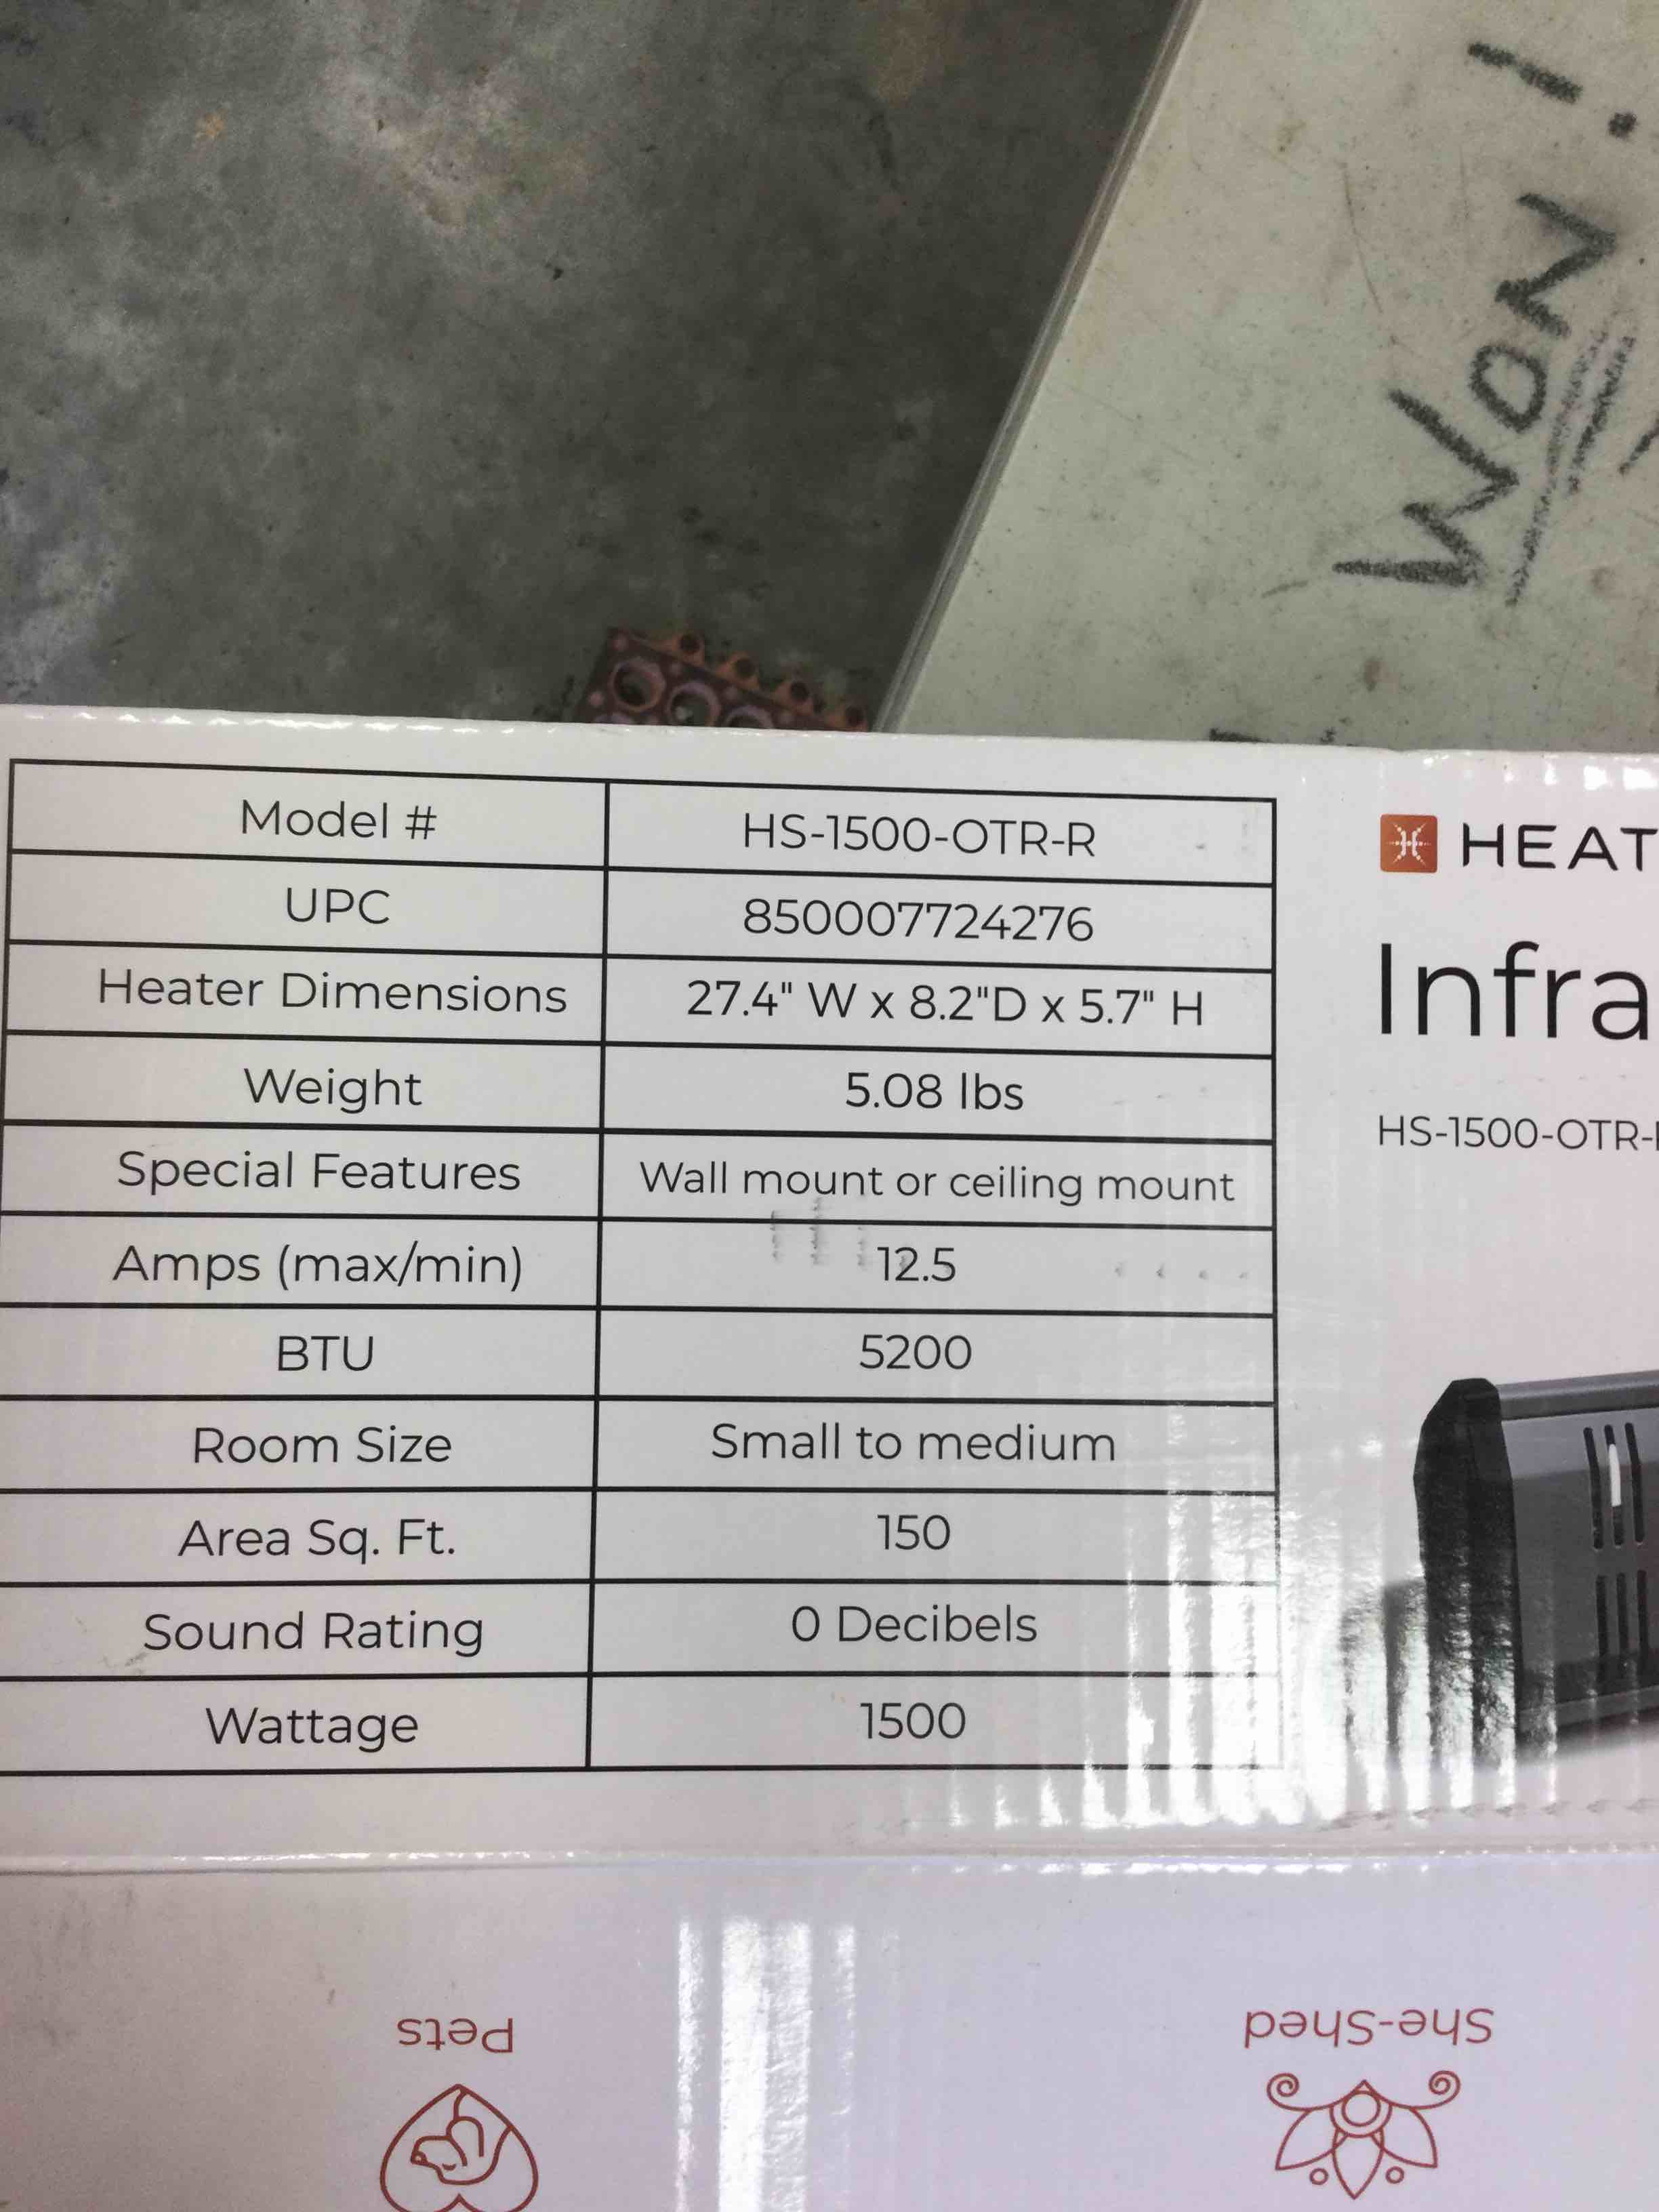 WON!
Model # HS-1500-OTR-R
UPC 850007724276
Heater Dimensions 27.4" W x 8.2"D x 5.7" H
Weight 5.08 lbs
Special Features Wall mount or ceiling mount
Amps (max/min) 12.5
BTU 5200
Room Size Small to medium
Area Sq. Ft. 150
Sound Rating 0 Decibels
Wattage 1500
HEAT
Infra
HS-1500-OTR-
Pets
She-Shed